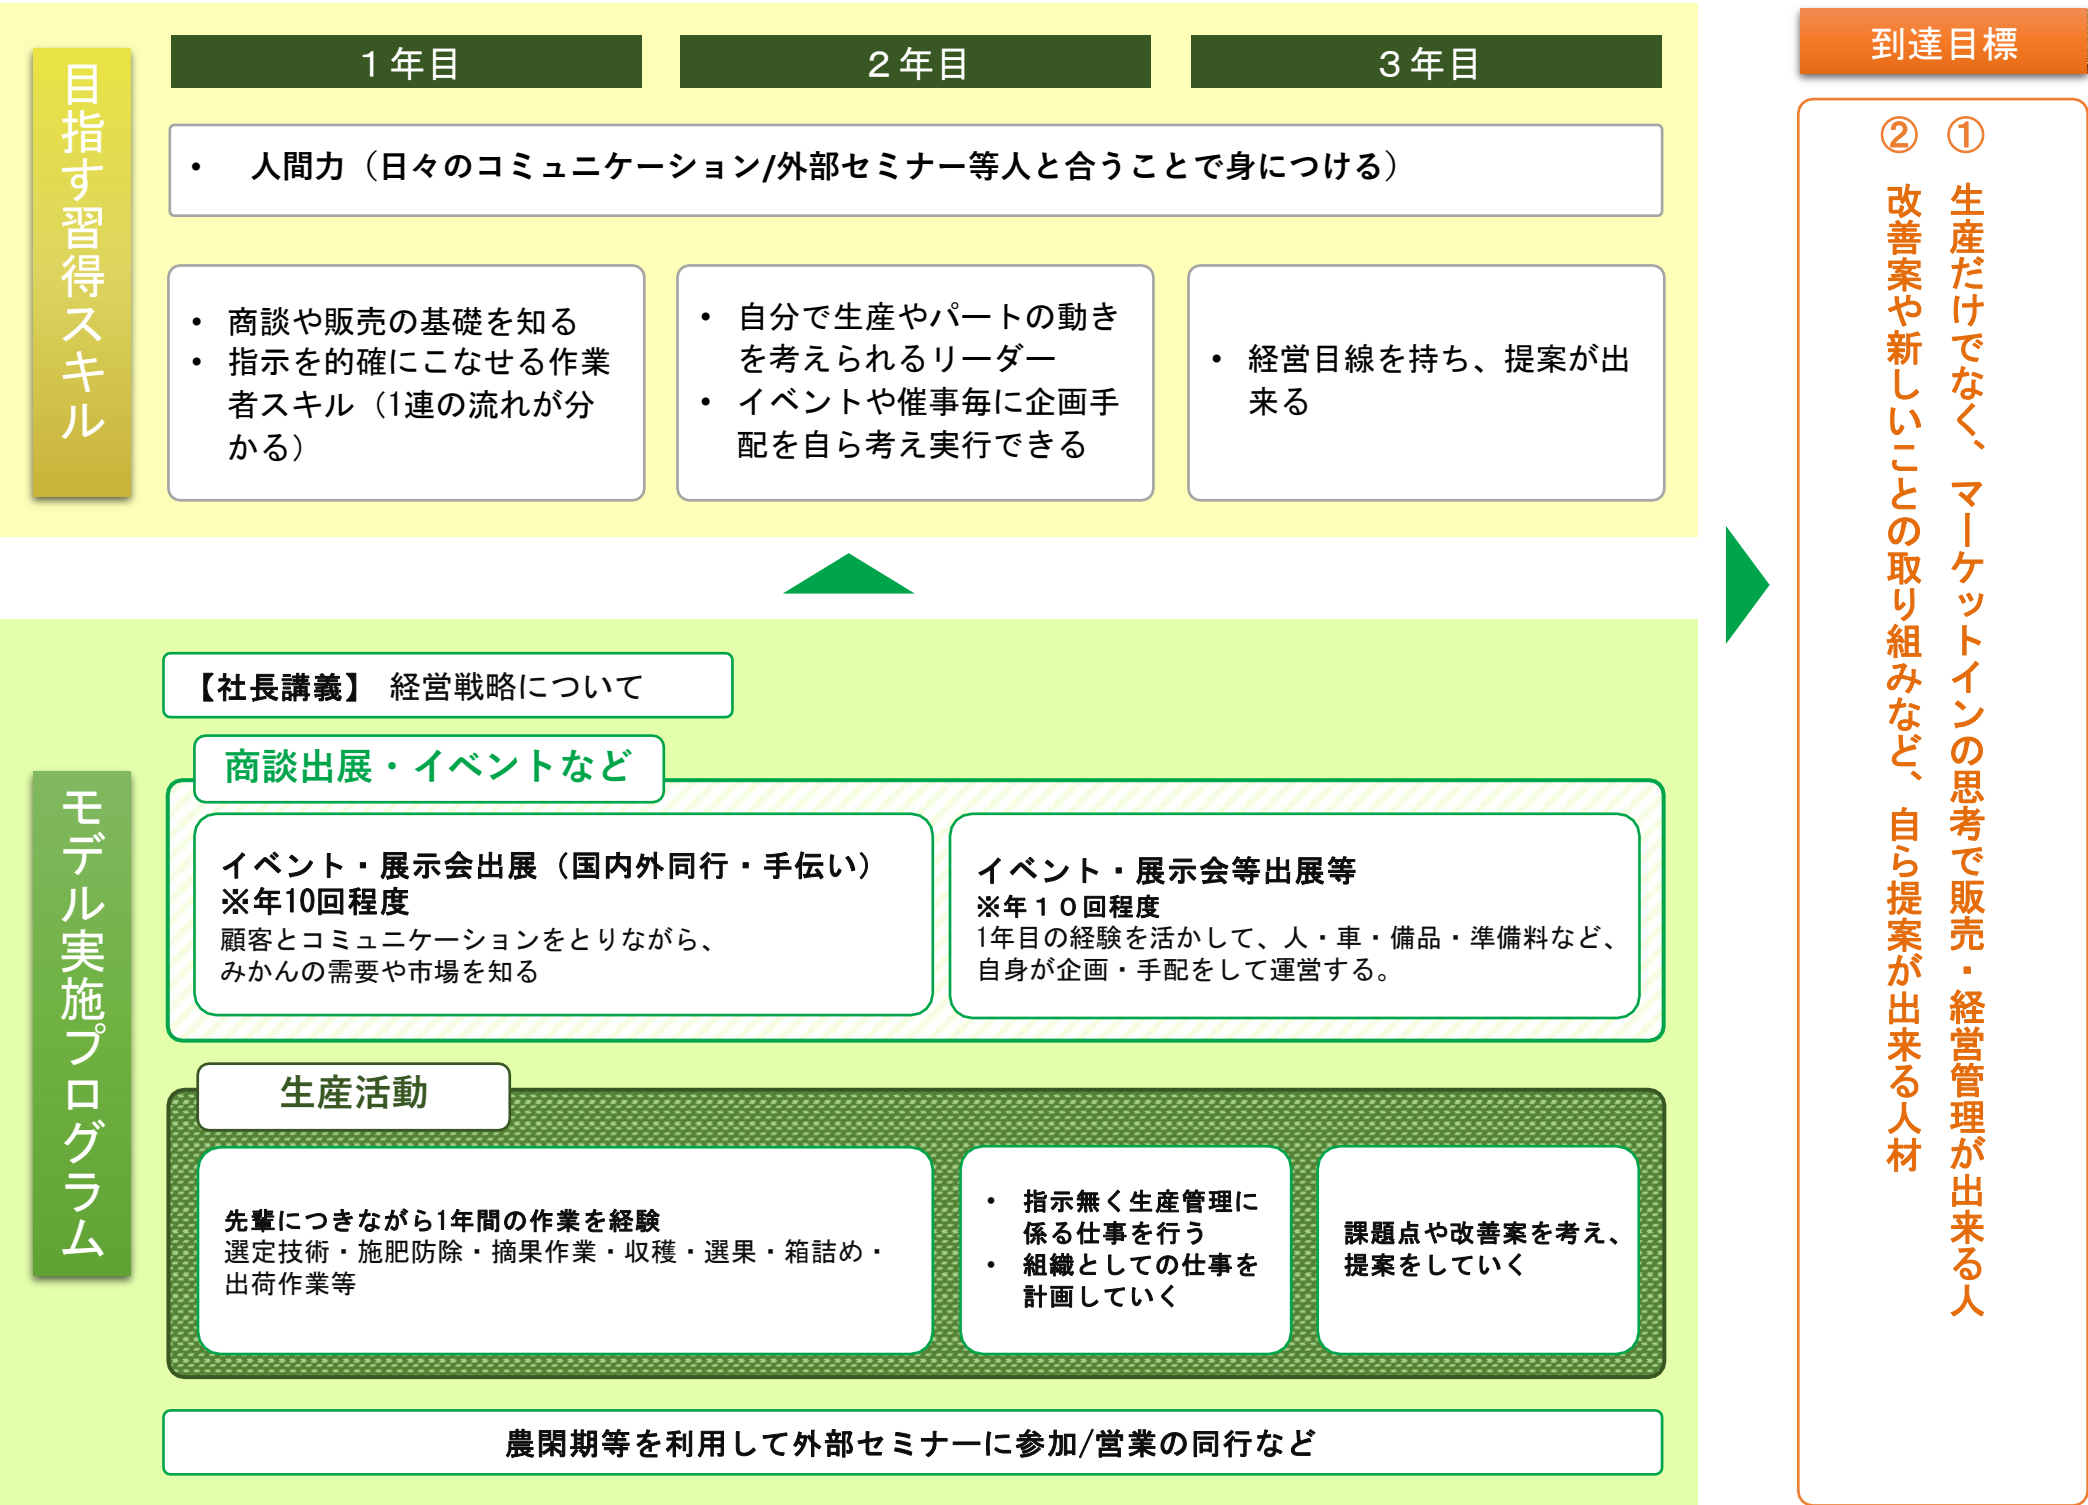 目指す習得スキル
１年目
２年目
３年目
・ 人間力（日々のコミュニケーション/外部セミナー等人と合うことで身につける）
・ 商談や販売の基礎を知る
・ 指示を的確にこなせる作業
者スキル（1連の流れが分
かる）
・ 自分で生産やパートの動き
を考えられるリーダー
・ イベントや催事毎に企画手
配を自ら考え実行できる
・ 経営目線を持ち、提案が出
来る
モデル実施プログラム
【社長講義】 経営戦略について
商談出展・イベントなど
イベント・展示会出展（国内外同行・手伝い）
※年10回程度
顧客とコミュニケーションをとりながら、
みかんの需要や市場を知る
イベント・展示会等出展等
※年１０回程度
1年目の経験を活かして、人・車・備品・準備料など、
自身が企画・手配をして運営する。
生産活動
先輩につきながら1年間の作業を経験
選定技術・施肥防除・摘果作業・収穫・選果・箱詰め・
出荷作業等
・ 指示無く生産管理に
係る仕事を行う
・ 組織としての仕事を
計画していく
課題点や改善案を考え、
提案をしていく
農閑期等を利用して外部セミナーに参加/営業の同行など
到達目標
① 生産だけでなく、マーケットインの思考で販売・経営管理が出来る人
② 改善案や新しいことの取り組みなど、自ら提案が出来る人材